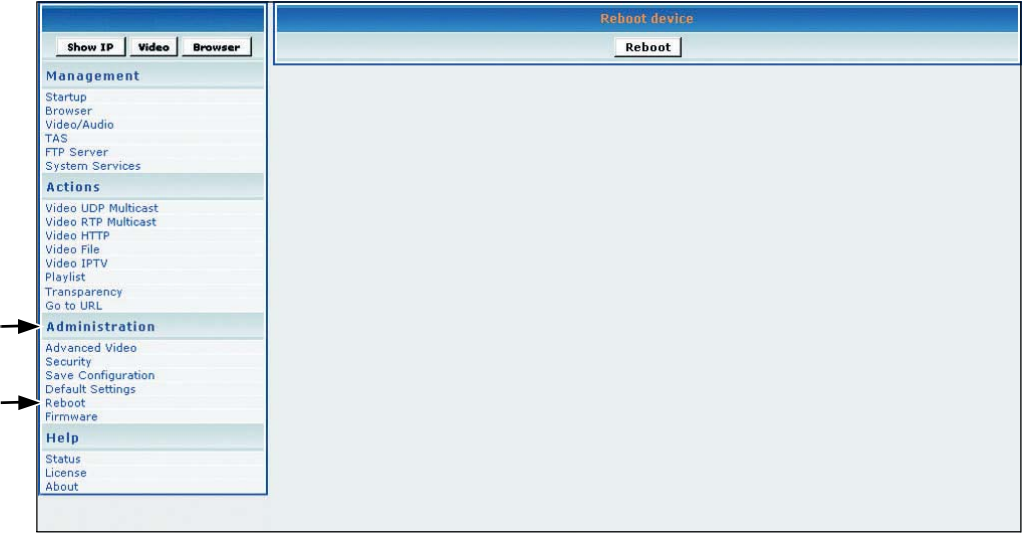 Show IP Video Browser
Management
Startup
Browser
Video/Audio
TAS
FTP Server
System Services
Actions
Video UDP Multicast
Video RTP Multicast
Video HTTP
Video File
Video IPTV
Playlist
Transparency
Go to URL
Administration
Advanced Video
Security
Save Configuration
Default Settings
Reboot
Firmware
Help
Status
License
About
Reboot device
Reboot